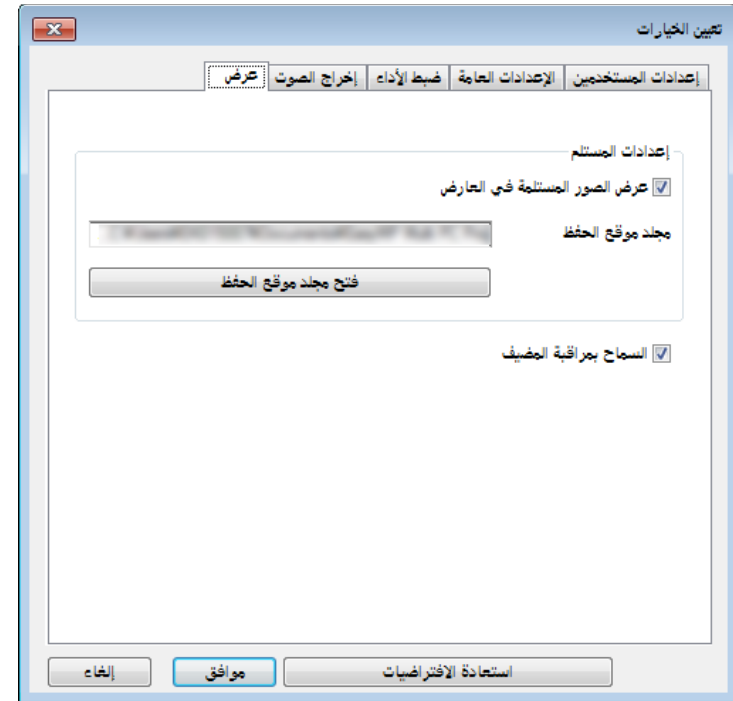 تعيين الخيارات
إعدادات المستخدمين الإعدادات العامة ضبط الأداء إخراج الصوت عرض
إعدادات المستلم
عرض الصور المستلمة في العارض
مجلد موقع الحفظ
فتح مجلد موقع الحفظ
السماح بمراقبة المضيف
استعادة الافتراضيات موافق إلغاء